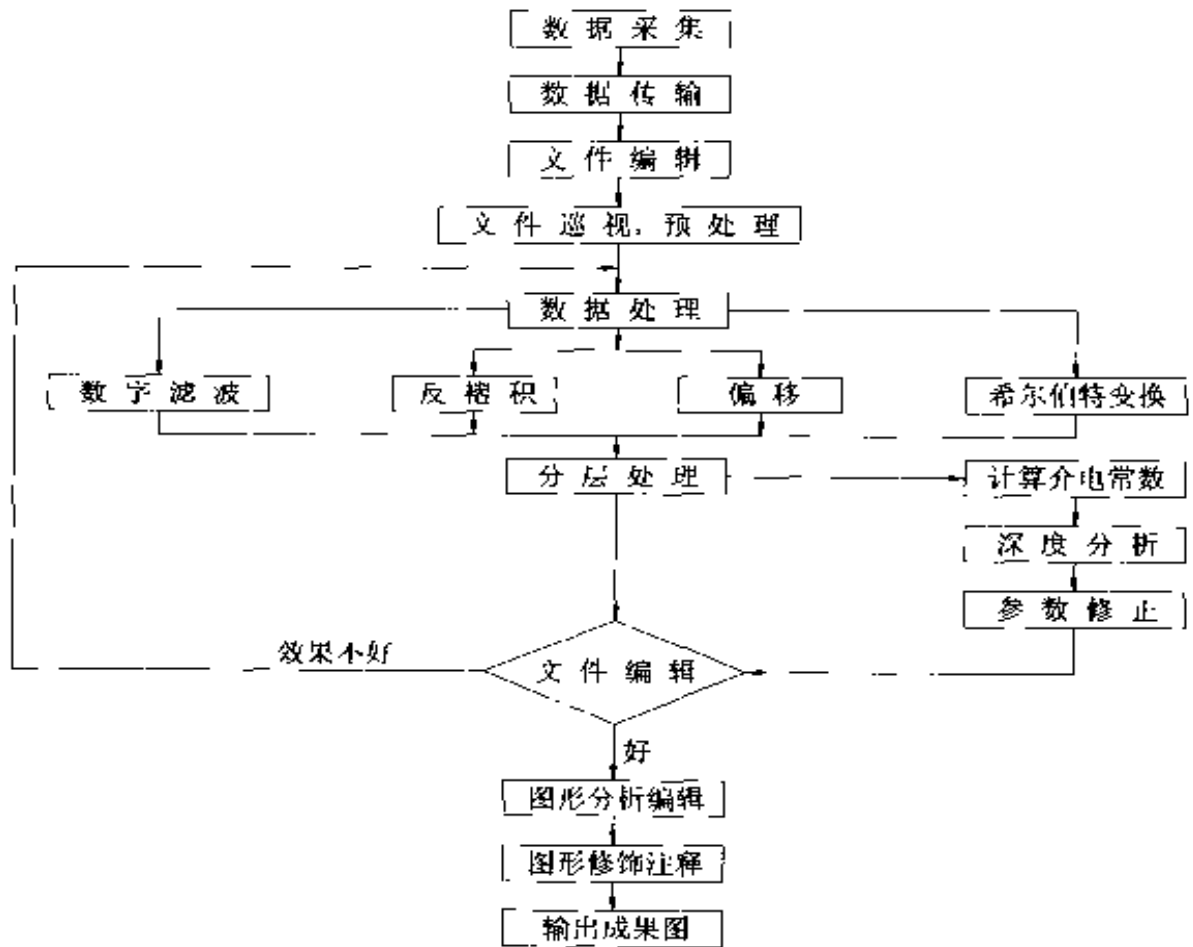 数据采集
数据传输
文件编辑
文件巡视，预处理
数据处理
数字滤波
反褶积
偏移
希尔伯特变换
分层处理
计算介电常数
深度分析
参数修正
效果不好
文件编辑
好
图形分析编辑
图形修饰注释
输出成果图